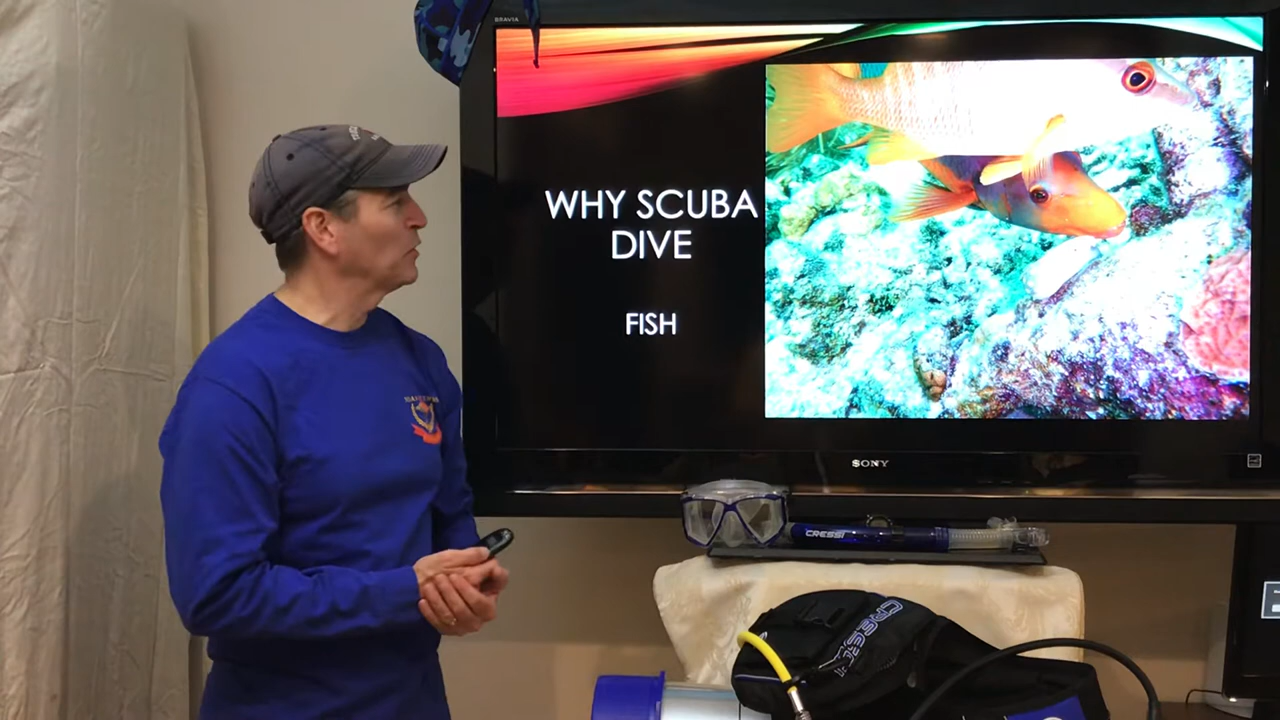 BRAVIA
WHY SCUBA
DIVE
FISH
SONY
CRESSI
CRESSI